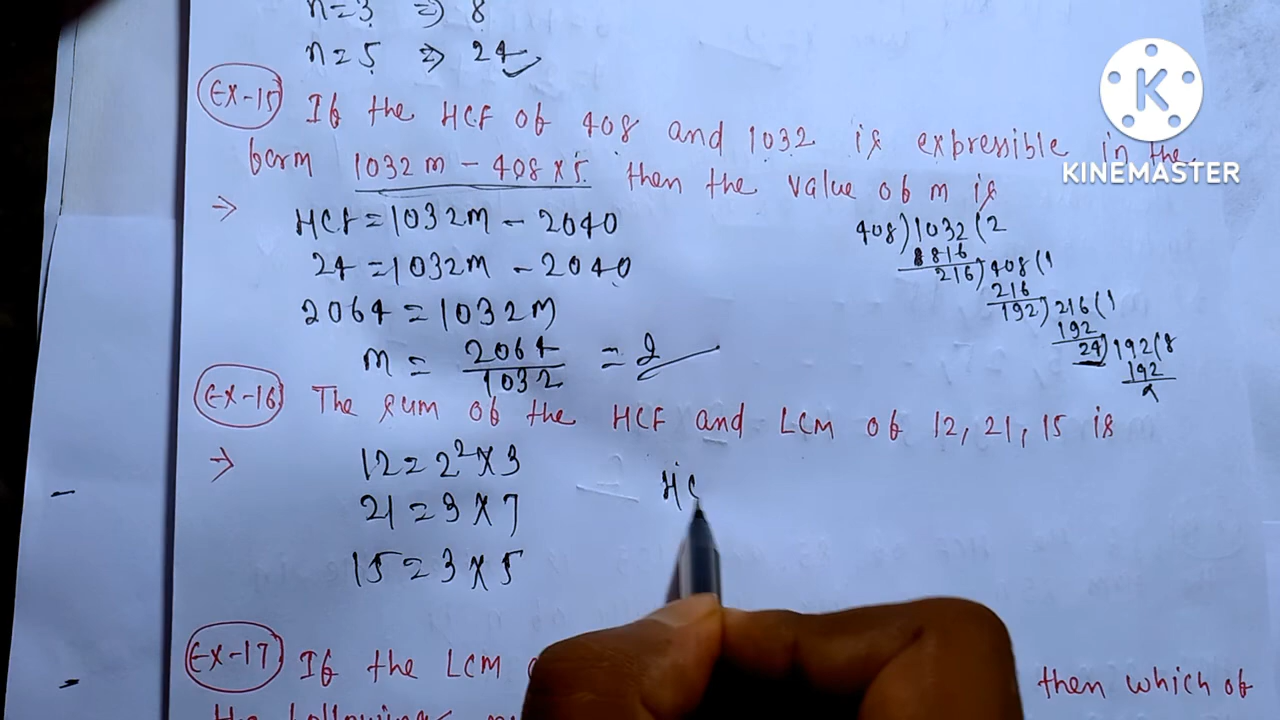 n=3 => 8
n=5 => 24
Ex-15 If the HCF of 408 and 1032 is expressible in the
form 1032m - 408×5 then the value of m is
=> HCF = 1032m - 2040
24 = 1032m - 2040
2064 = 1032m
m = 2064/1032 = 2
408)1032(2
816
216)408(1
216
192)216(1
192
24)192(8
192
Ex-16 The sum of the HCF and LCM of 12, 21, 15 is
=> 12 = 2²×3
21 = 3×7
15 = 3×5
HC
Ex-17 If the LCM then which of
the following
KINEMASTER